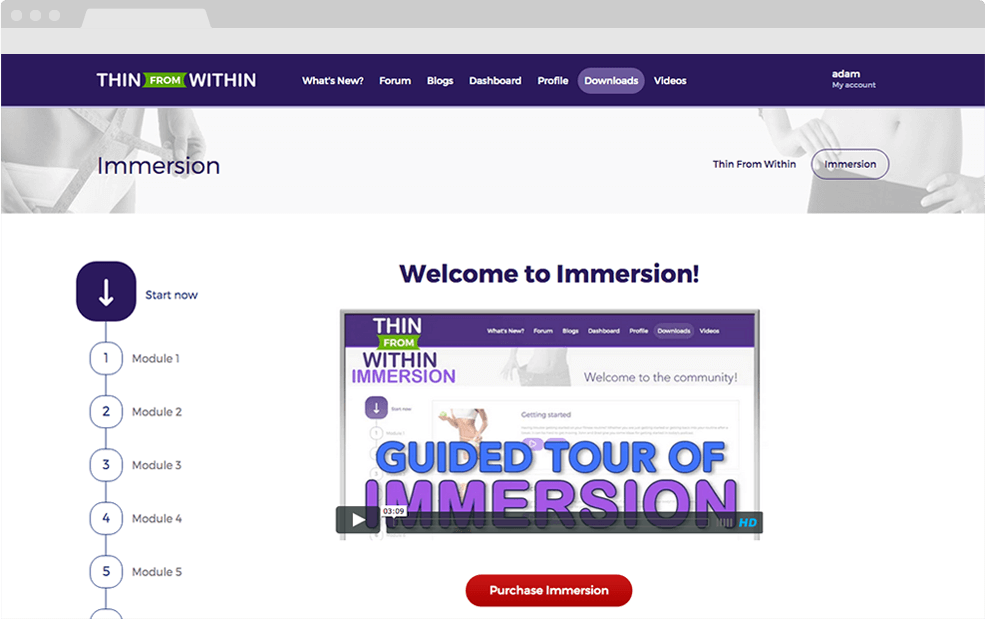 THIN FROM WITHIN
What's New? Forum Blogs Dashboard Profile Downloads Videos
adam
My account
Immersion
Thin From Within Immersion
Start now
1 Module 1
2 Module 2
3 Module 3
4 Module 4
5 Module 5
Welcome to Immersion!
THIN
FROM
WITHIN
IMMERSION
What's New? Forum Blogs Dashboard Profile Downloads Videos
Welcome to the community!
Start now
Getting started
1 Module 1
GUIDED TOUR OF
IMMERSION
03:09
HD
Purchase Immersion